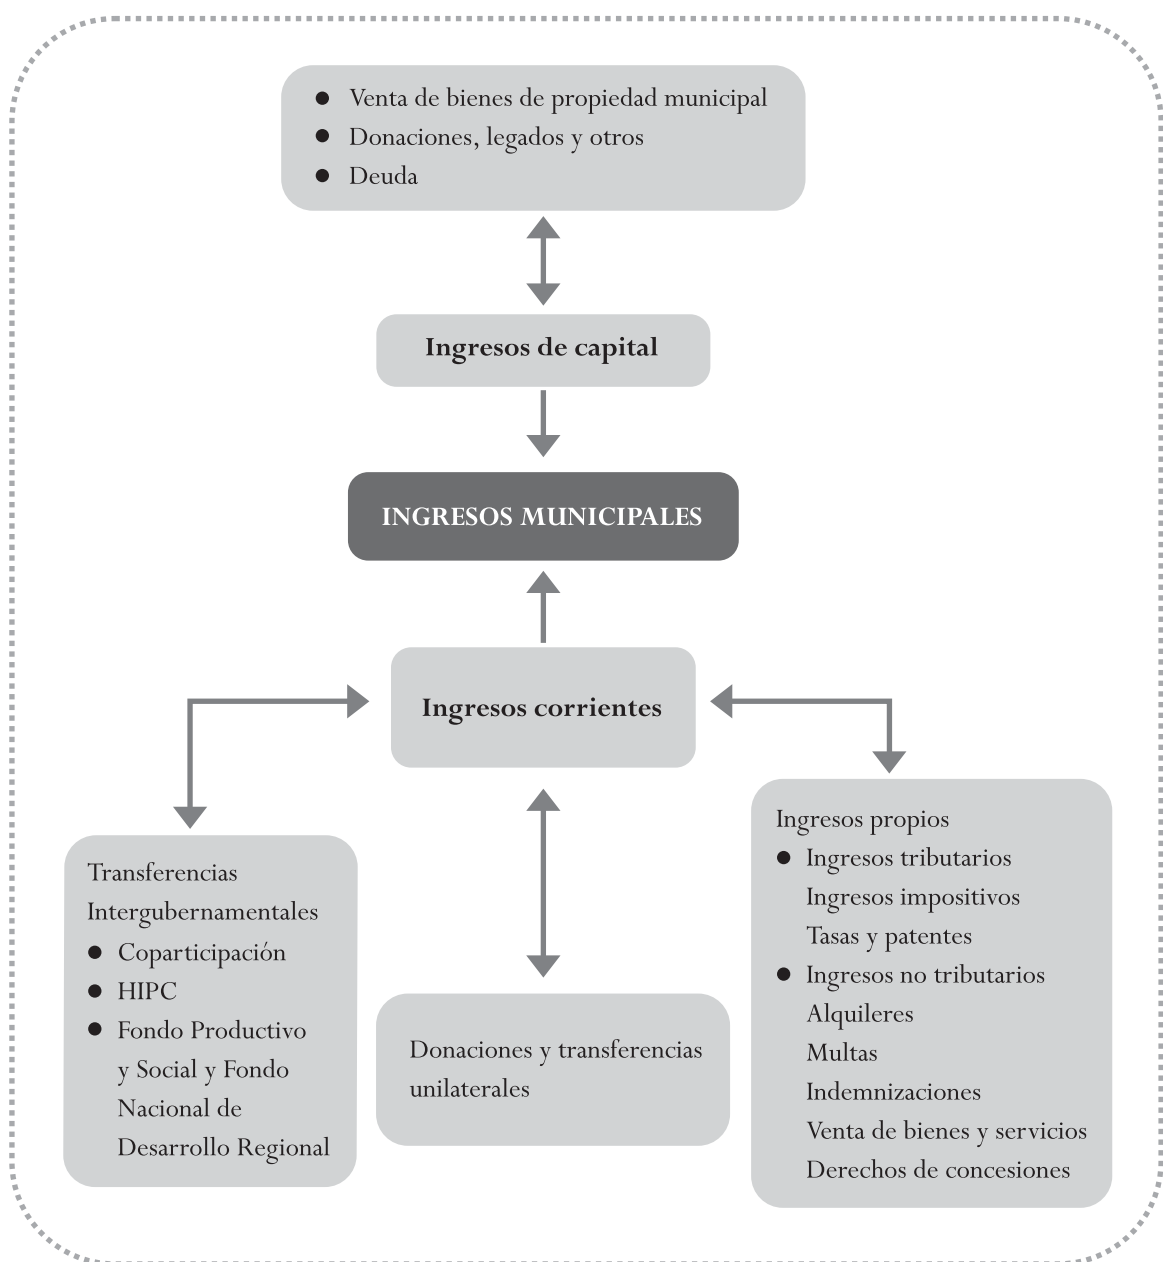 ● Venta de bienes de propiedad municipal
● Donaciones, legados y otros
● Deuda
Ingresos de capital
INGRESOS MUNICIPALES
Ingresos corrientes
Transferencias
Intergubernamentales
● Coparticipación
● HIPC
● Fondo Productivo
y Social y Fondo
Nacional de
Desarrollo Regional
Donaciones y transferencias
unilaterales
Ingresos propios
● Ingresos tributarios
Ingresos impositivos
Tasas y patentes
● Ingresos no tributarios
Alquileres
Multas
Indemnizaciones
Venta de bienes y servicios
Derechos de concesiones